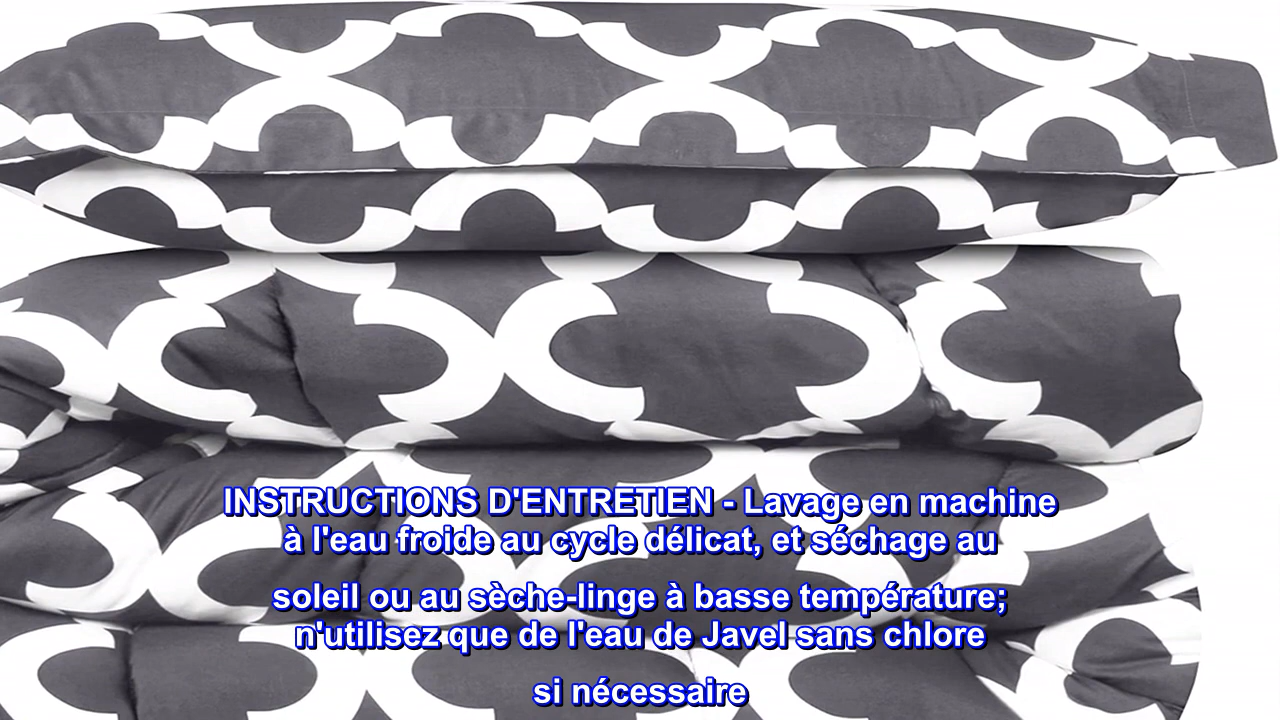 INSTRUCTIONS D'ENTRETIEN - Lavage en machine
à l'eau froide au cycle délicat, et séchage au
soleil ou au sèche-linge à basse température;
n'utilisez que de l'eau de Javel sans chlore
si nécessaire